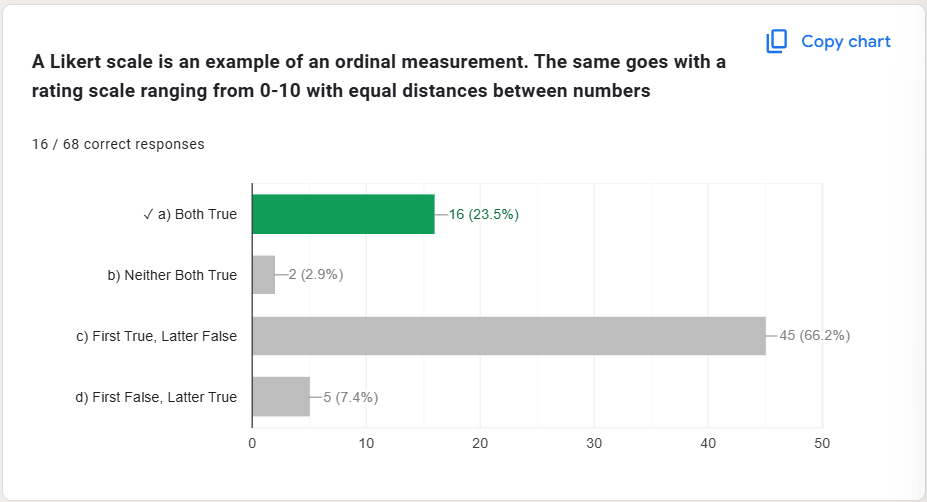 Copy chart
A Likert scale is an example of an ordinal measurement. The same goes with a
rating scale ranging from 0-10 with equal distances between numbers
16 / 68 correct responses
✓ a) Both True
16 (23.5%)
b) Neither Both True
2 (2.9%)
c) First True, Latter False
45 (66.2%)
d) First False, Latter True
5 (7.4%)
0 10 20 30 40 50